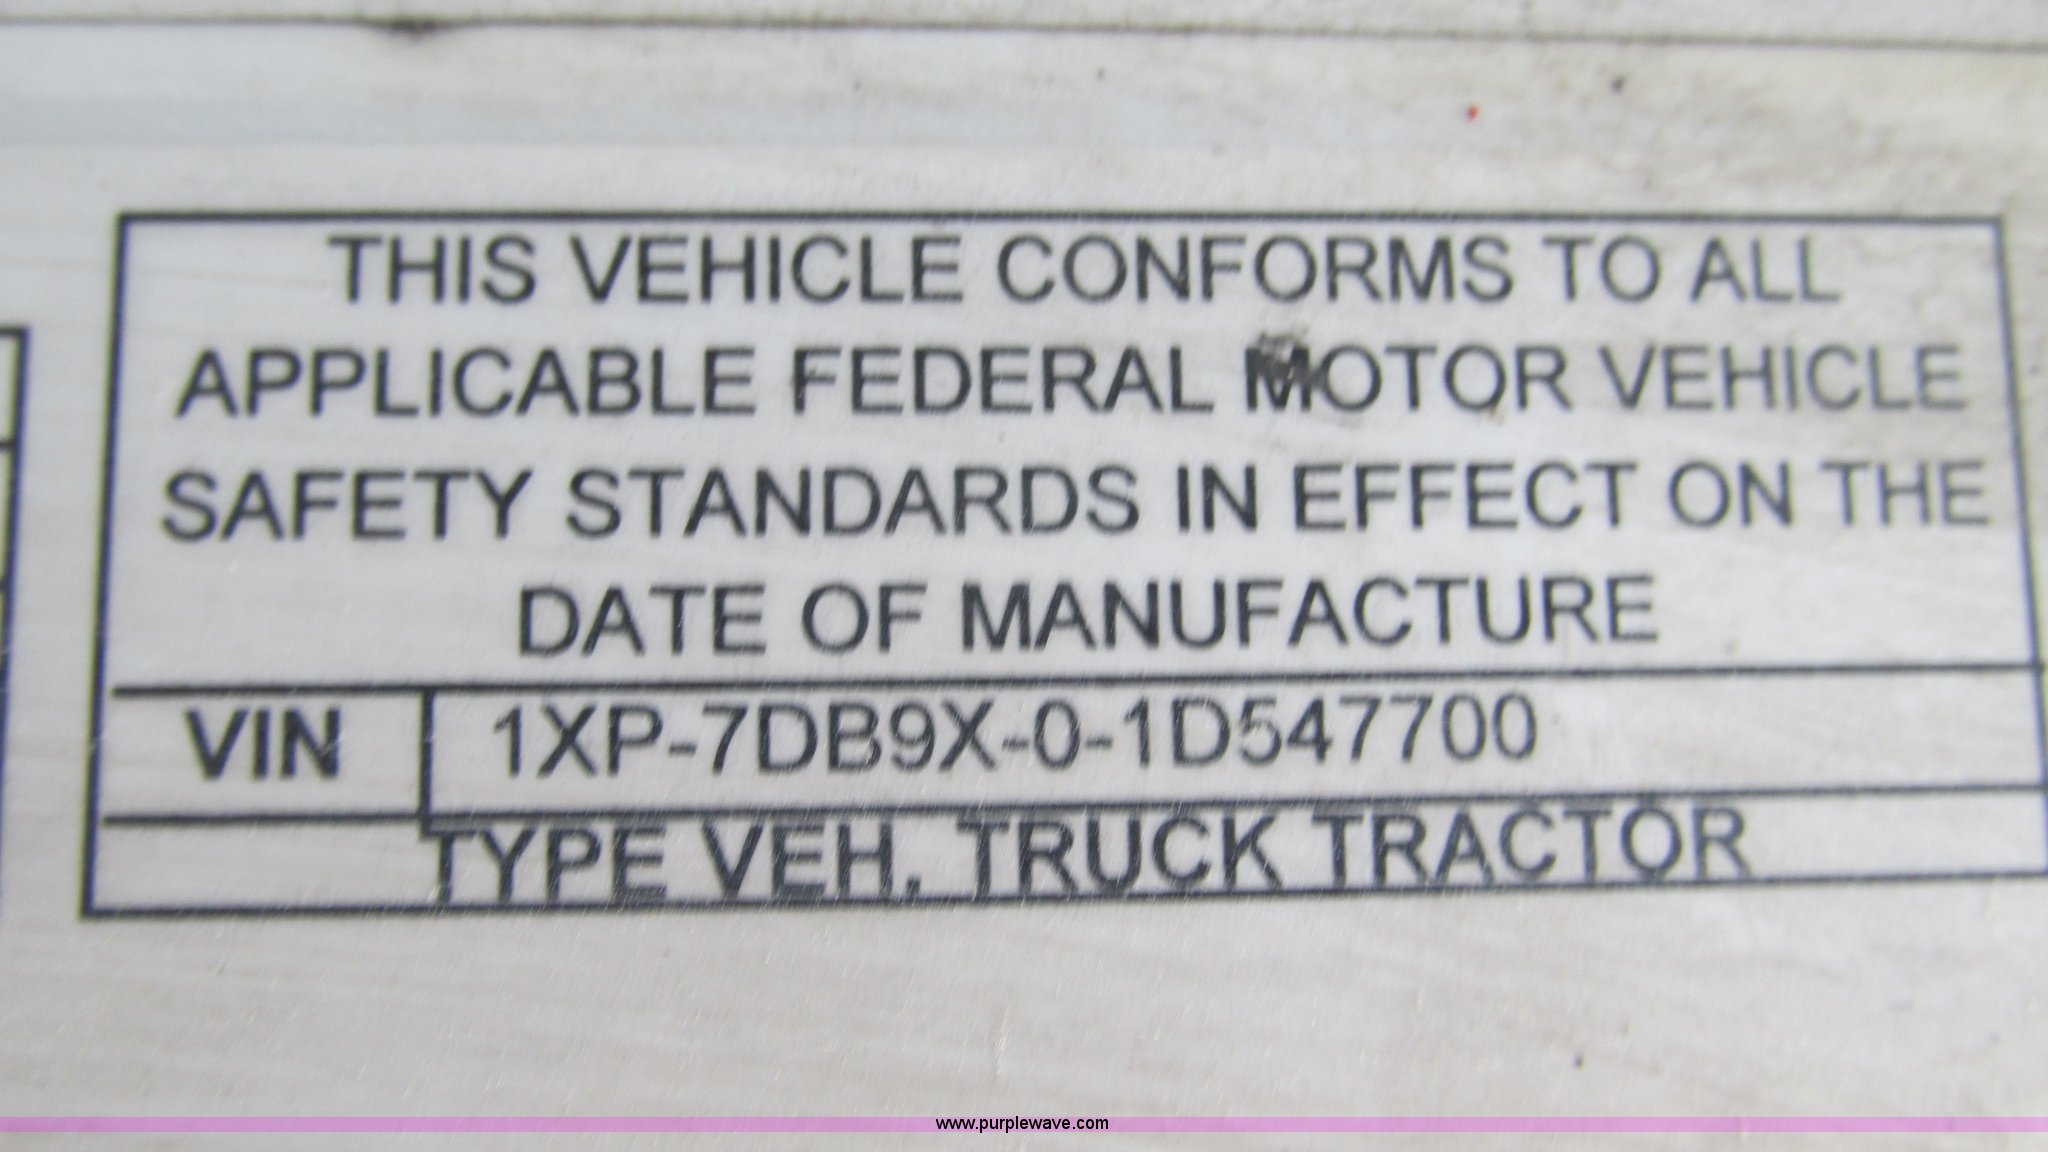 THIS VEHICLE CONFORMS TO ALL
APPLICABLE FEDERAL MOTOR VEHICLE
SAFETY STANDARDS IN EFFECT ON THE
DATE OF MANUFACTURE
VIN 1XP-7DB9X-0-1D547700
TYPE VEH. TRUCK TRACTOR
www.purplewave.com